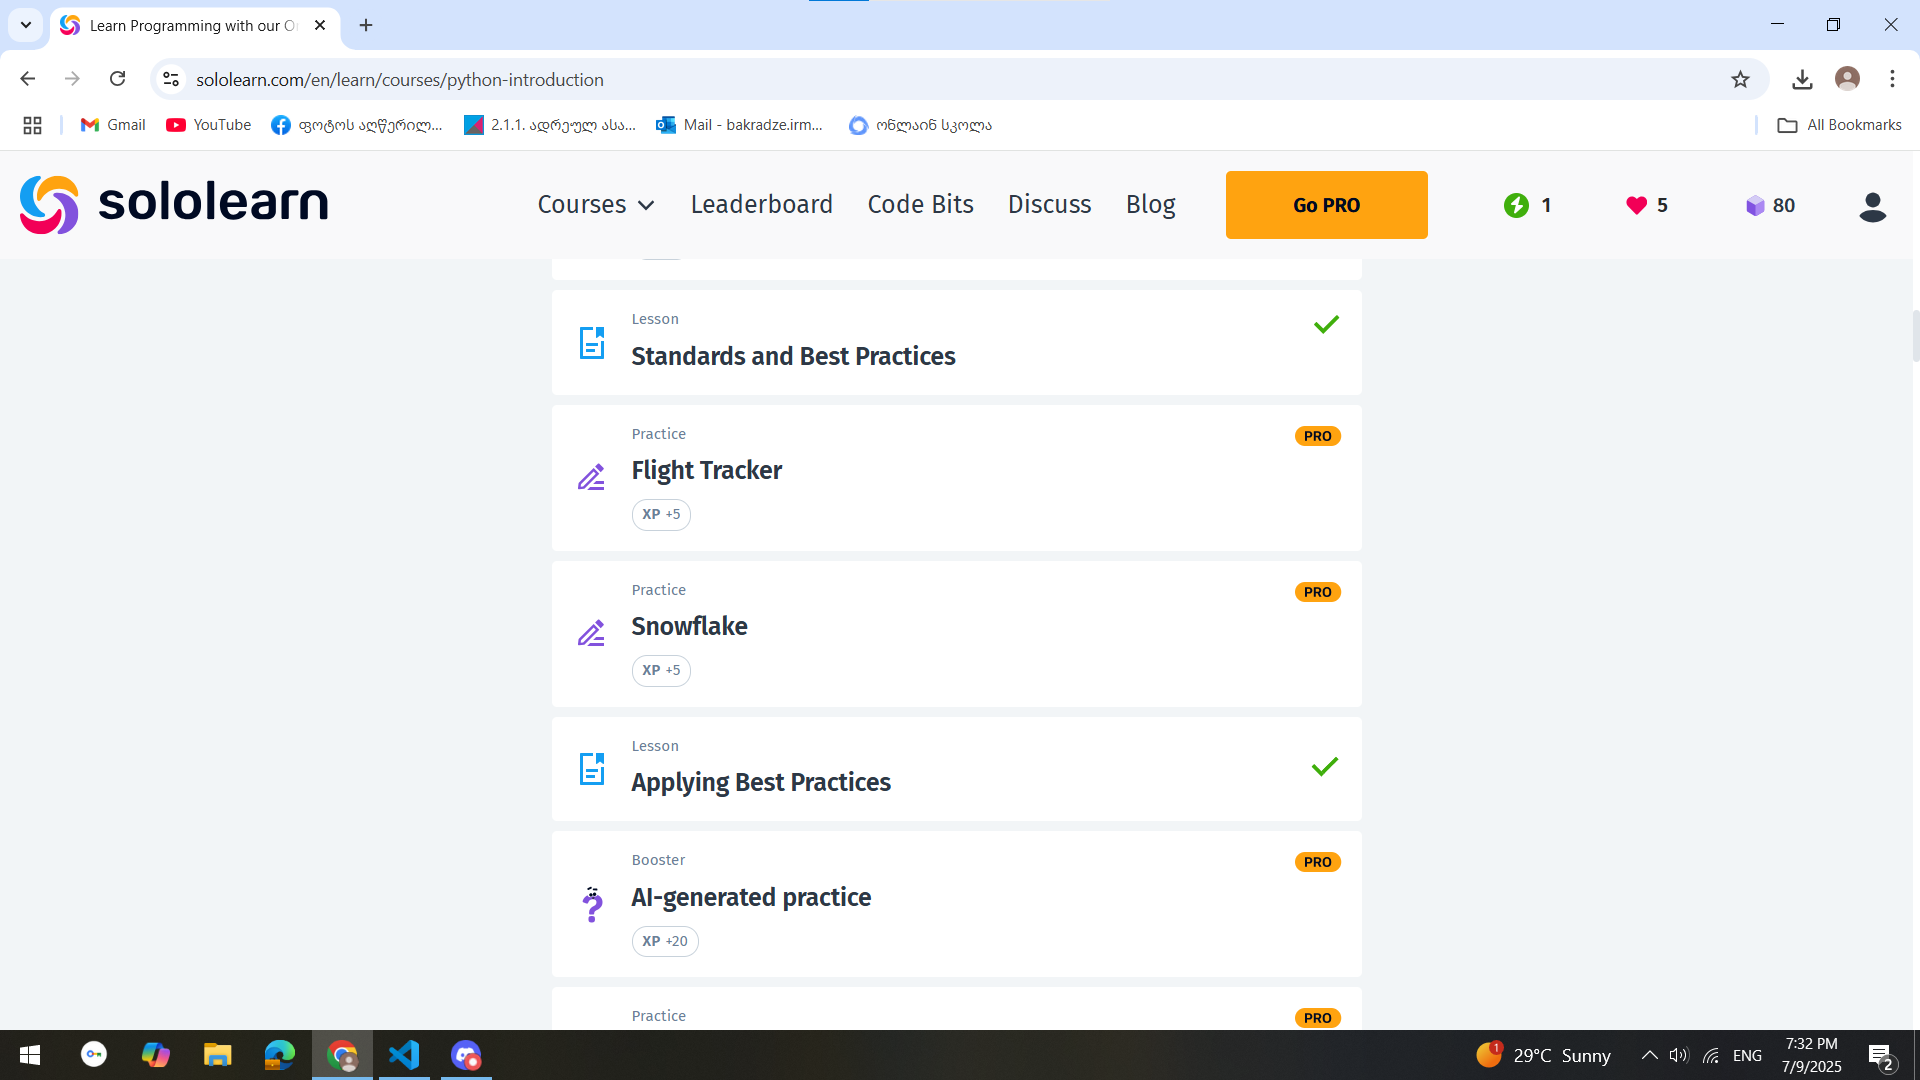 Learn Programming with our O
sololearn.com/en/learn/courses/python-introduction
Gmail
YouTube
ფოტოს აღწერილ...
2.1.1. ადრეულ ასა...
Mail - bakradze.irm...
ონლაინ სკოლა
All Bookmarks
sololearn
Courses
Leaderboard
Code Bits
Discuss
Blog
Go PRO
1
5
80
Lesson
Standards and Best Practices
Practice
PRO
Flight Tracker
XP +5
Practice
PRO
Snowflake
XP +5
Lesson
Applying Best Practices
Booster
PRO
AI-generated practice
XP +20
Practice
PRO
1
29°C Sunny
ENG
7:32 PM
7/9/2025
2